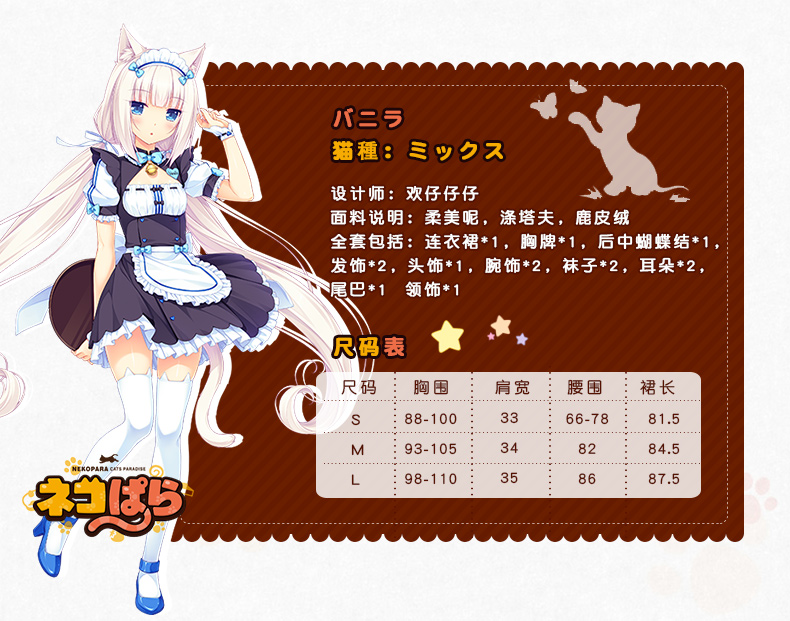 バニラ
猫種：ミックス
设计师：欢仔仔仔
面料说明：柔美呢，涤塔夫，鹿皮绒
全套包括：连衣裙*1，胸牌*1，后中蝴蝶结*1，
发饰*2，头饰*1，腕饰*2，袜子*2，耳朵*2，
尾巴*1 领饰*1
尺码表
尺码 胸围 肩宽 腰围 裙长
S 88-100 33 66-78 81.5
M 93-105 34 82 84.5
L 98-110 35 86 87.5
NEKOPARA CATS PARADISE
ネコぱら